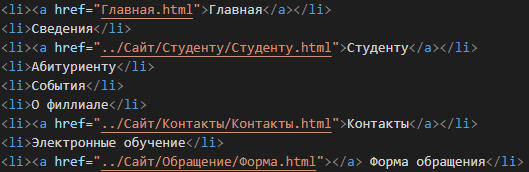 <li><a href="Главная.html">Главная</a></li>
<li>Сведения</li>
<li><a href="../Сайт/Студенту/Студенту.html">Студенту</a></li>
<li>Абитуриенту</li>
<li>События</li>
<li>О филлиале</li>
<li><a href="../Сайт/Контакты/Контакты.html">Контакты</a></li>
<li>Электронные обучение</li>
<li><a href="../Сайт/Обращение/Форма.html"></a> Форма обращения</li>